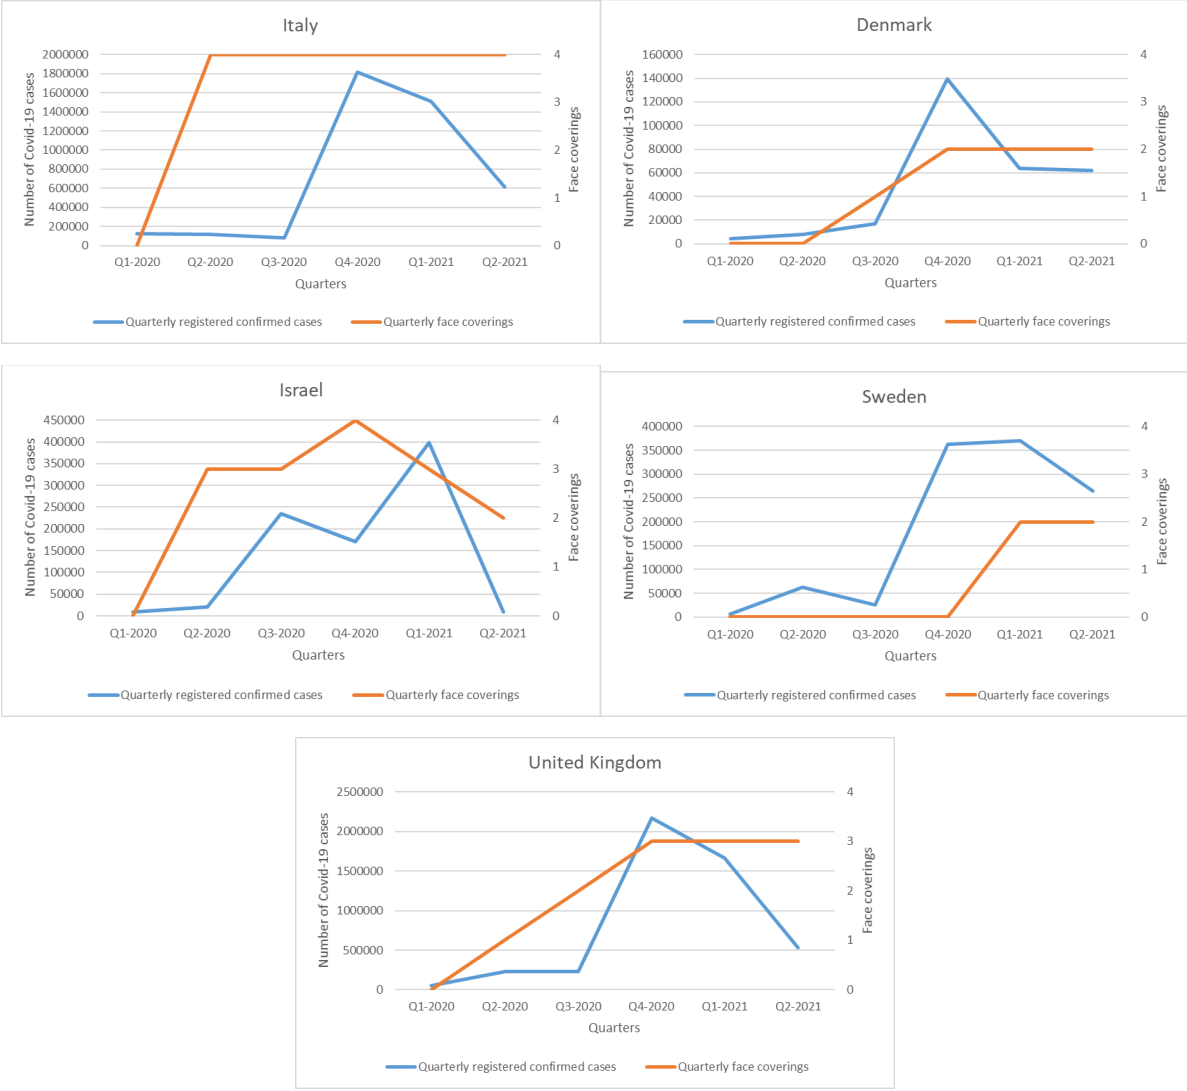 Italy
Number of Covid-19 cases
2000000
1800000
1600000
1400000
1200000
1000000
800000
600000
400000
200000
0
4
3
2
1
0
Face coverings
Q1-2020 Q2-2020 Q3-2020 Q4-2020 Q1-2021 Q2-2021
Quarters
Quarterly registered confirmed cases Quarterly face coverings
Denmark
Number of Covid-19 cases
160000
140000
120000
100000
80000
60000
40000
20000
0
4
3
2
1
0
Face coverings
Q1-2020 Q2-2020 Q3-2020 Q4-2020 Q1-2021 Q2-2021
Quarters
Quarterly registered confirmed cases Quarterly face coverings
Israel
Number of Covid-19 cases
450000
400000
350000
300000
250000
200000
150000
100000
50000
0
4
3
2
1
0
Face coverings
Q1-2020 Q2-2020 Q3-2020 Q4-2020 Q1-2021 Q2-2021
Quarters
Quarterly registered confirmed cases Quarterly face coverings
Sweden
Number of Covid-19 cases
400000
350000
300000
250000
200000
150000
100000
50000
0
4
3
2
1
0
Face coverings
Q1-2020 Q2-2020 Q3-2020 Q4-2020 Q1-2021 Q2-2021
Quarters
Quarterly registered confirmed cases Quarterly face coverings
United Kingdom
Number of Covid-19 cases
2500000
2000000
1500000
1000000
500000
0
4
3
2
1
0
Face coverings
Q1-2020 Q2-2020 Q3-2020 Q4-2020 Q1-2021 Q2-2021
Quarters
Quarterly registered confirmed cases Quarterly face coverings